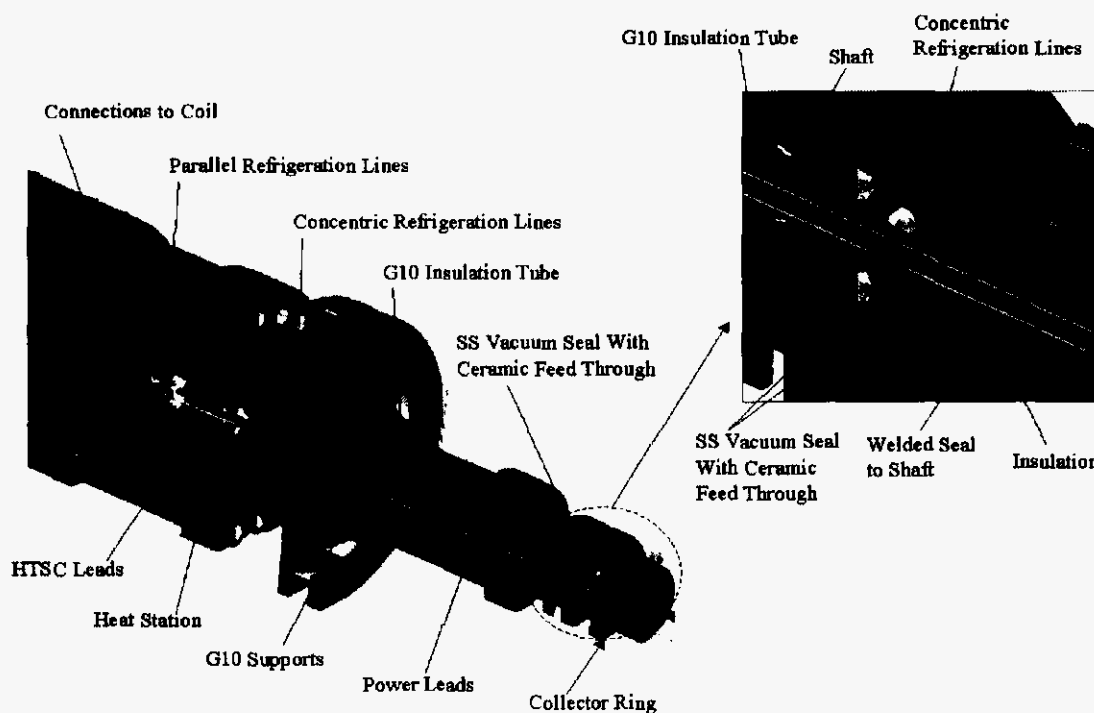 G10 Insulation Tube
Shaft
Concentric
Refrigeration Lines
Connections to Coil
Parallel Refrigeration Lines
Concentric Refrigeration Lines
G10 Insulation Tube
SS Vacuum Seal With
Ceramic Feed Through
SS Vacuum Seal
With Ceramic
Feed Through
Welded Seal
to Shaft
Insulation
HTSC Leads
Heat Station
G10 Supports
Power Leads
Collector Ring